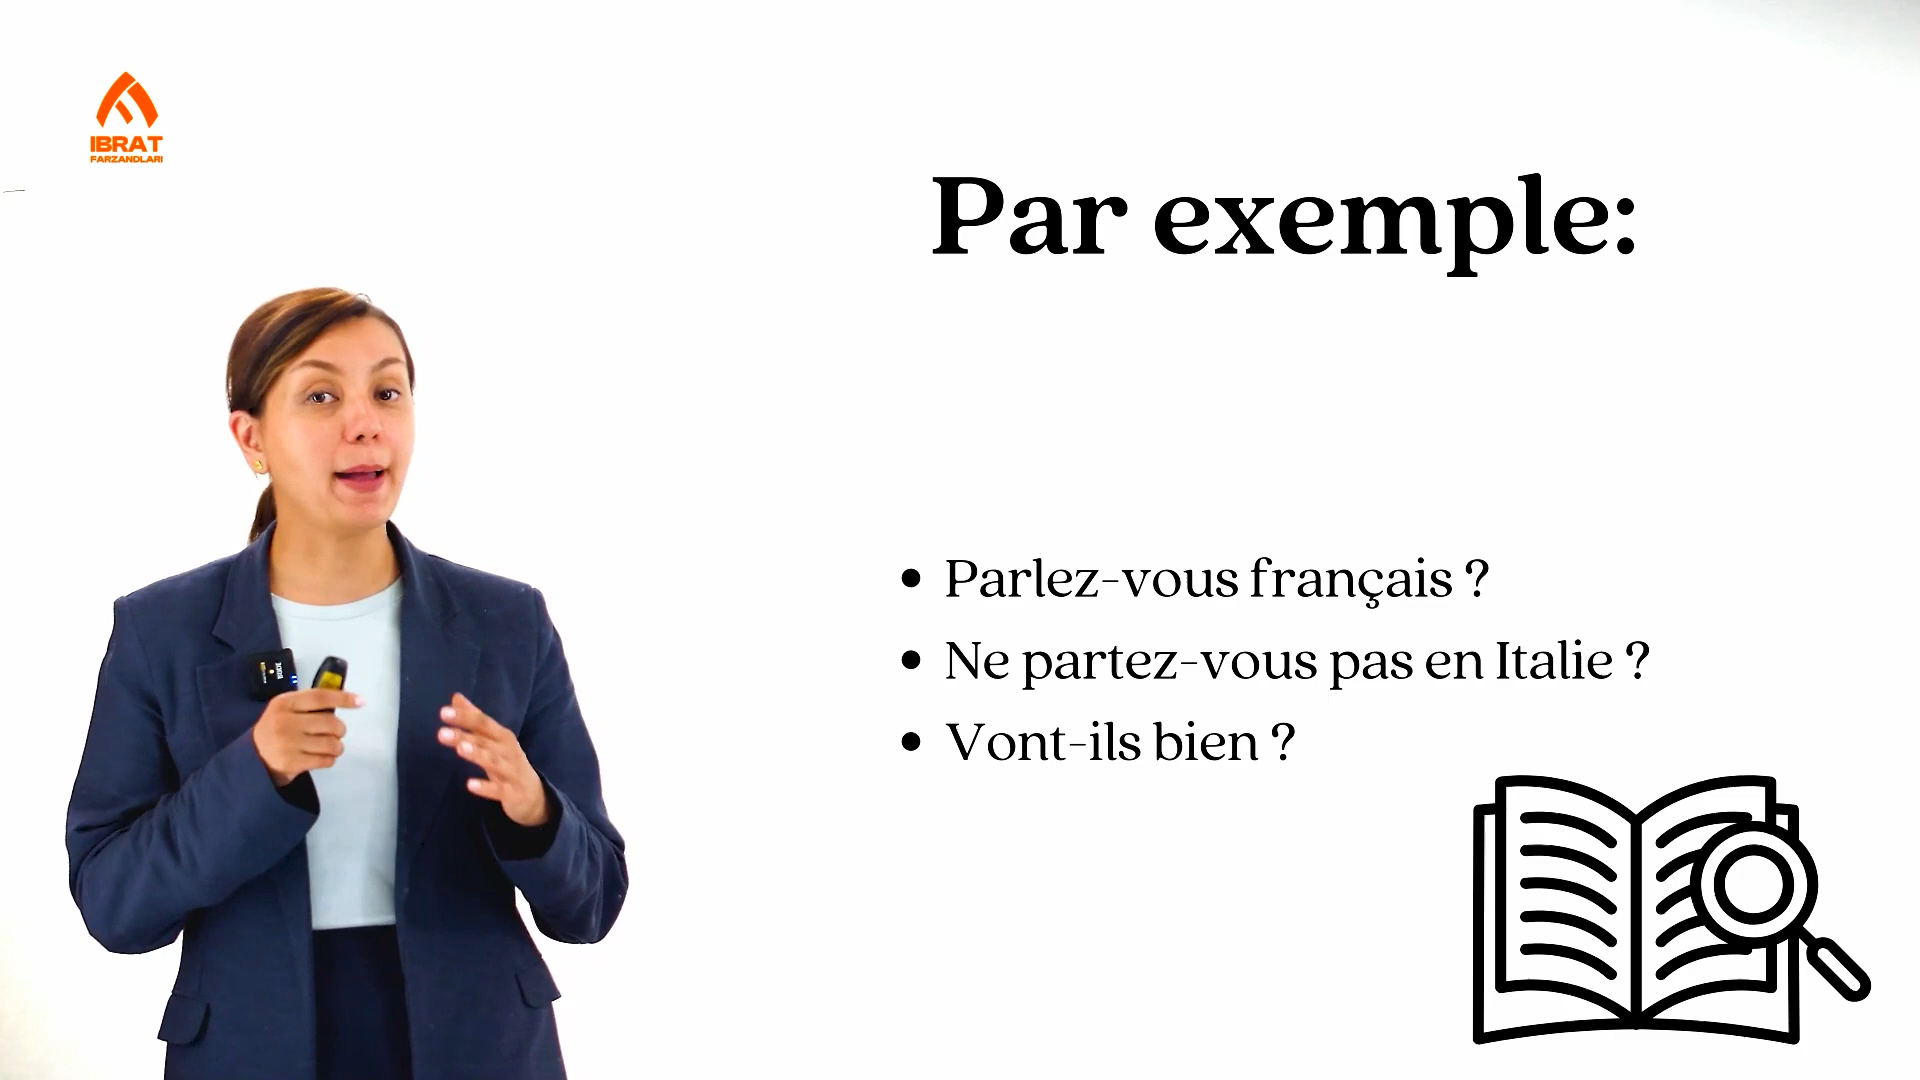 IBRAT
FARZANDLARI
Par exemple:
Parlez-vous français ?
Ne partez-vous pas en Italie ?
Vont-ils bien ?